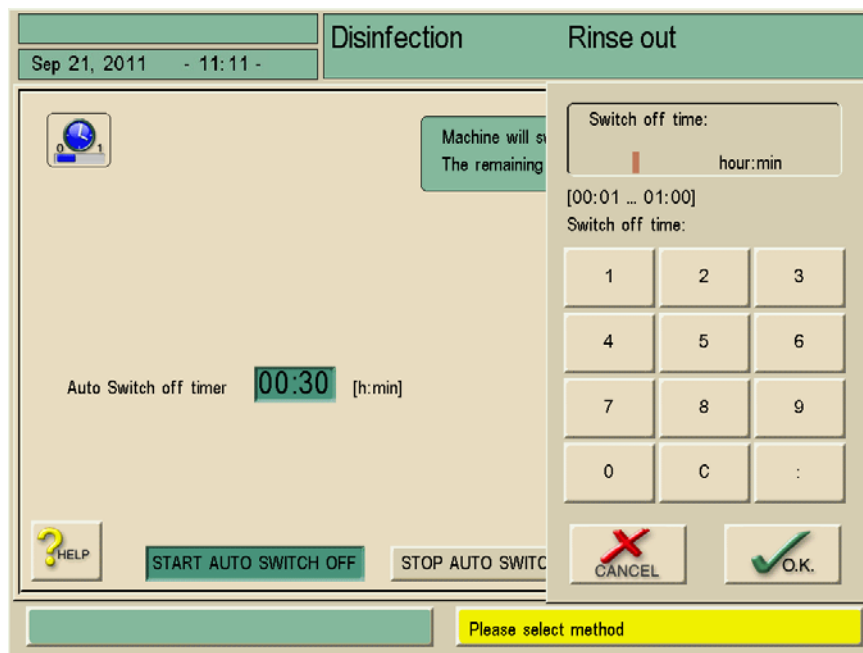 Disinfection Rinse out
Sep 21, 2011 - 11:11 -
0 1
Machine will s
The remaining
Auto Switch off timer 00:30 [h:min]
HELP
START AUTO SWITCH OFF
STOP AUTO SWITC
Switch off time:
hour:min
[00:01 ... 01:00]
Switch off time:
1 2 3
4 5 6
7 8 9
0 C :
CANCEL
O.K.
Please select method